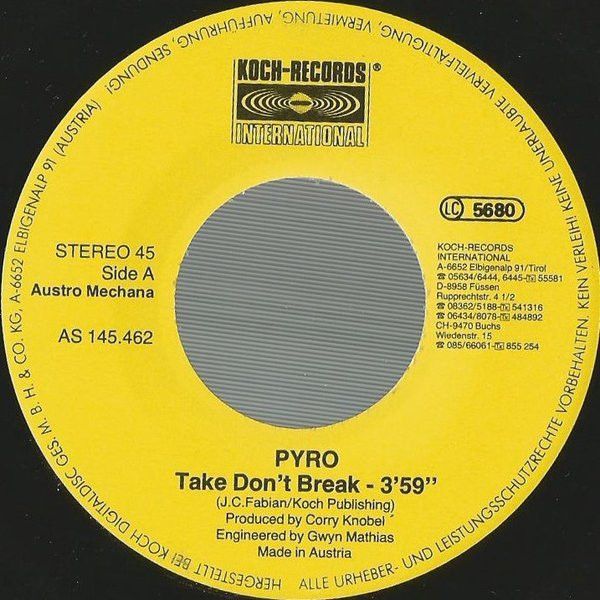 KOCH-RECORDS®
INTERNATIONAL
LC 5680
STEREO 45
Side A
Austro Mechana
AS 145.462
KOCH-RECORDS
INTERNATIONAL
A-6652 Elbigenalp 91/Tirol
☎ 05634/6444, 6445-Tx 55581
D-8958 Füssen
Rupprechtstr. 4 1/2
☎ 08362/5188-Tx 541316
☎ 06434/8078-Tx 484892
CH-9470 Buchs
Wiedenstr. 15
☎ 085/66061-Tx 855 254
PYRO
Take Don't Break - 3'59"
(J.C.Fabian/Koch Publishing)
Produced by Corry Knobel
Engineered by Gwyn Mathias
Made in Austria
HERGESTELLT BEI KOCH DIGITALDISC GES. M. B. H. & CO. KG, A-6652 ELBIGENALP 91 (AUSTRIA)
ALLE URHEBER- UND LEISTUNGSSCHUTZRECHTE VORBEHALTEN. KEIN VERLEIH! KEINE UNERLAUBTE VERVIELFÄLTIGUNG, VERMIETUNG, AUFFÜHRUNG, SENDUNG!